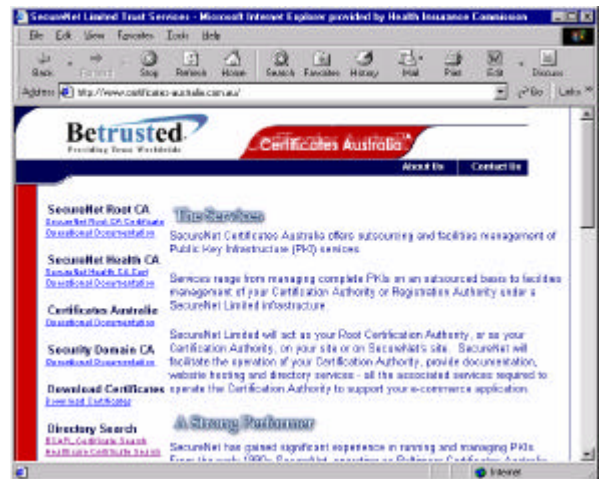 SecureNet Limited Trust Services - Microsoft Internet Explorer provided by Health Insurance Commission
File Edit View Favorites Tools Help
Back Forward Stop Refresh Home Search Favorites History Mail Print Edit Discuss
Address http://www.certificates-australia.com.au/ Go Links
Betrusted
Providing Trust Worldwide
Certificates Australia
About Us Contact Us
SecureNet Root CA
SecureNet Root CA Certificate
Operational Documentation
SecureNet Health CA
SecureNet Health CA Cert
Operational Documentation
Certificates Australia
Operational Documentation
Security Domain CA
Operational Documentation
Download Certificates
Download Certificates
Directory Search
Certificate Search
Healthcare Certificate Search
The Services
SecureNet Certificates Australia offers outsourcing and facilities management of
Public Key Infrastructure (PKI) services.
Services range from managing complete PKIs on an outsourced basis to facilities
management of your Certification Authority or Registration Authority under a
SecureNet Limited infrastructure.
SecureNet Limited will act as your Root Certification Authority, or as your
Certification Authority, on your site or on SecureNet's site. SecureNet will
facilitate the operation of your Certification Authority, provide documentation,
website hosting and directory services - all the associated services required to
operate the Certification Authority to support your e-commerce application.
A Strong Performer
SecureNet has gained significant experience in running and managing PKIs.
From the early 1990s SecureNet, operating as Baltimore Certificates Australia
Internet